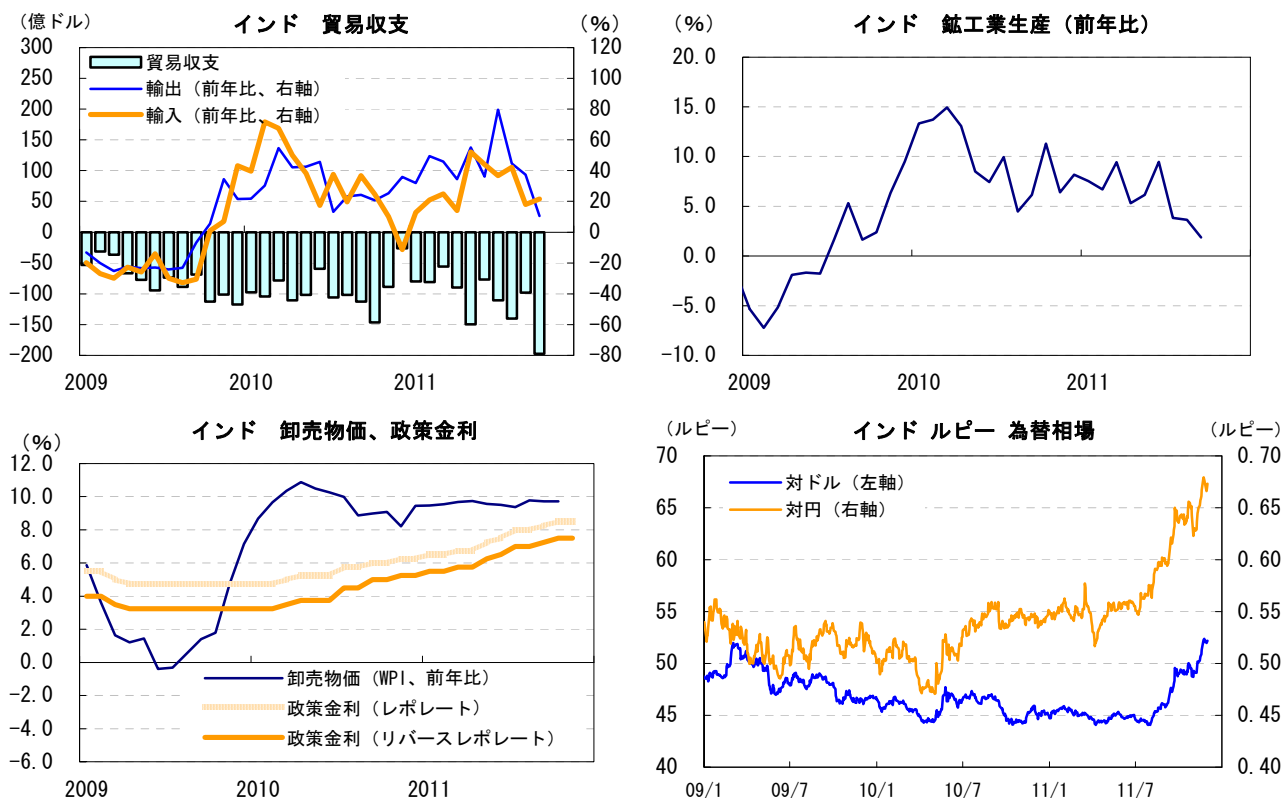 インド 貿易収支
（億ドル）
（％）
300
250
200
150
100
50
0
-50
-100
-150
-200
120
100
80
60
40
20
0
-20
-40
-60
-80
貿易収支
輸出（前年比、右軸）
輸入（前年比、右軸）
2009 2010 2011
インド 鉱工業生産（前年比）
（％）
20.0
15.0
10.0
5.0
0.0
-5.0
-10.0
2009 2010 2011
インド 卸売物価、政策金利
（％）
12.0
10.0
8.0
6.0
4.0
2.0
0.0
-2.0
-4.0
-6.0
卸売物価（WPI、前年比）
政策金利（レポレート）
政策金利（リバースレポレート）
2009 2010 2011
インド ルピー 為替相場
（ルピー）
（ルピー）
70
65
60
55
50
45
40
0.70
0.65
0.60
0.55
0.50
0.45
0.40
対ドル（左軸）
対円（右軸）
09/1 09/7 10/1 10/7 11/1 11/7